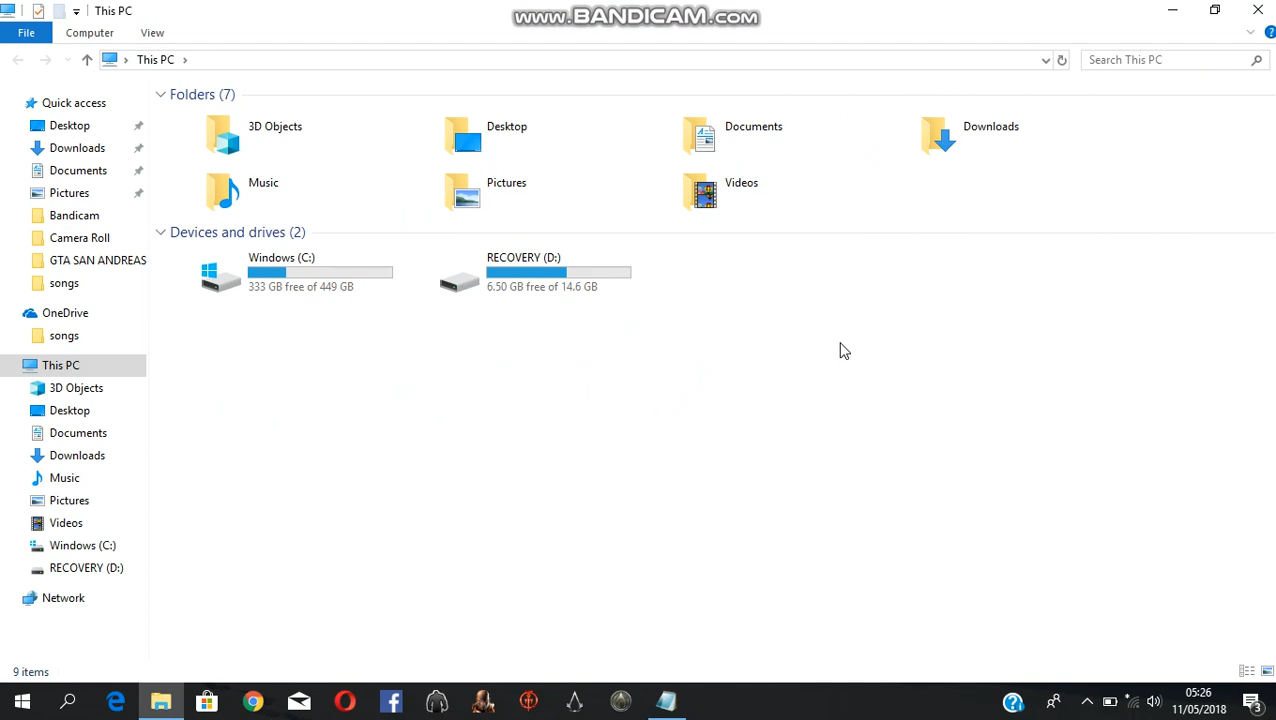 This PC
www.BANDICAM.com
File
Computer
View
This PC
Search This PC
Quick access
Desktop
Downloads
Documents
Pictures
Bandicam
Camera Roll
GTA SAN ANDREAS
songs
OneDrive
songs
This PC
3D Objects
Desktop
Documents
Downloads
Music
Pictures
Videos
Windows (C:)
RECOVERY (D:)
Network
Folders (7)
3D Objects
Desktop
Documents
Downloads
Music
Pictures
Videos
Devices and drives (2)
Windows (C:)
333 GB free of 449 GB
RECOVERY (D:)
6.50 GB free of 14.6 GB
9 items
05:26
11/05/2018
3